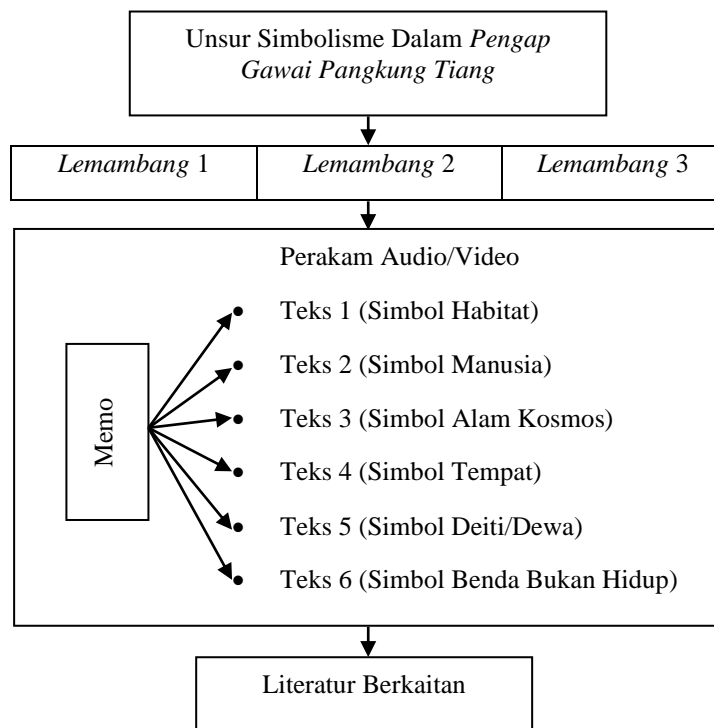 Unsur Simbolisme Dalam Pengap
Gawai Pangkung Tiang
Lemambang 1
Lemambang 2
Lemambang 3
Perakam Audio/Video
Memo
• Teks 1 (Simbol Habitat)
• Teks 2 (Simbol Manusia)
• Teks 3 (Simbol Alam Kosmos)
• Teks 4 (Simbol Tempat)
• Teks 5 (Simbol Deiti/Dewa)
• Teks 6 (Simbol Benda Bukan Hidup)
Literatur Berkaitan